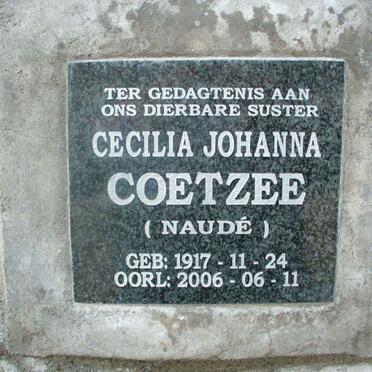 TER GEDAGTENIS AAN
ONS DIERBARE SUSTER
CECILIA JOHANNA
COETZEE
( NAUDÉ )
GEB: 1917 - 11 - 24
OORL: 2006 - 06 - 11